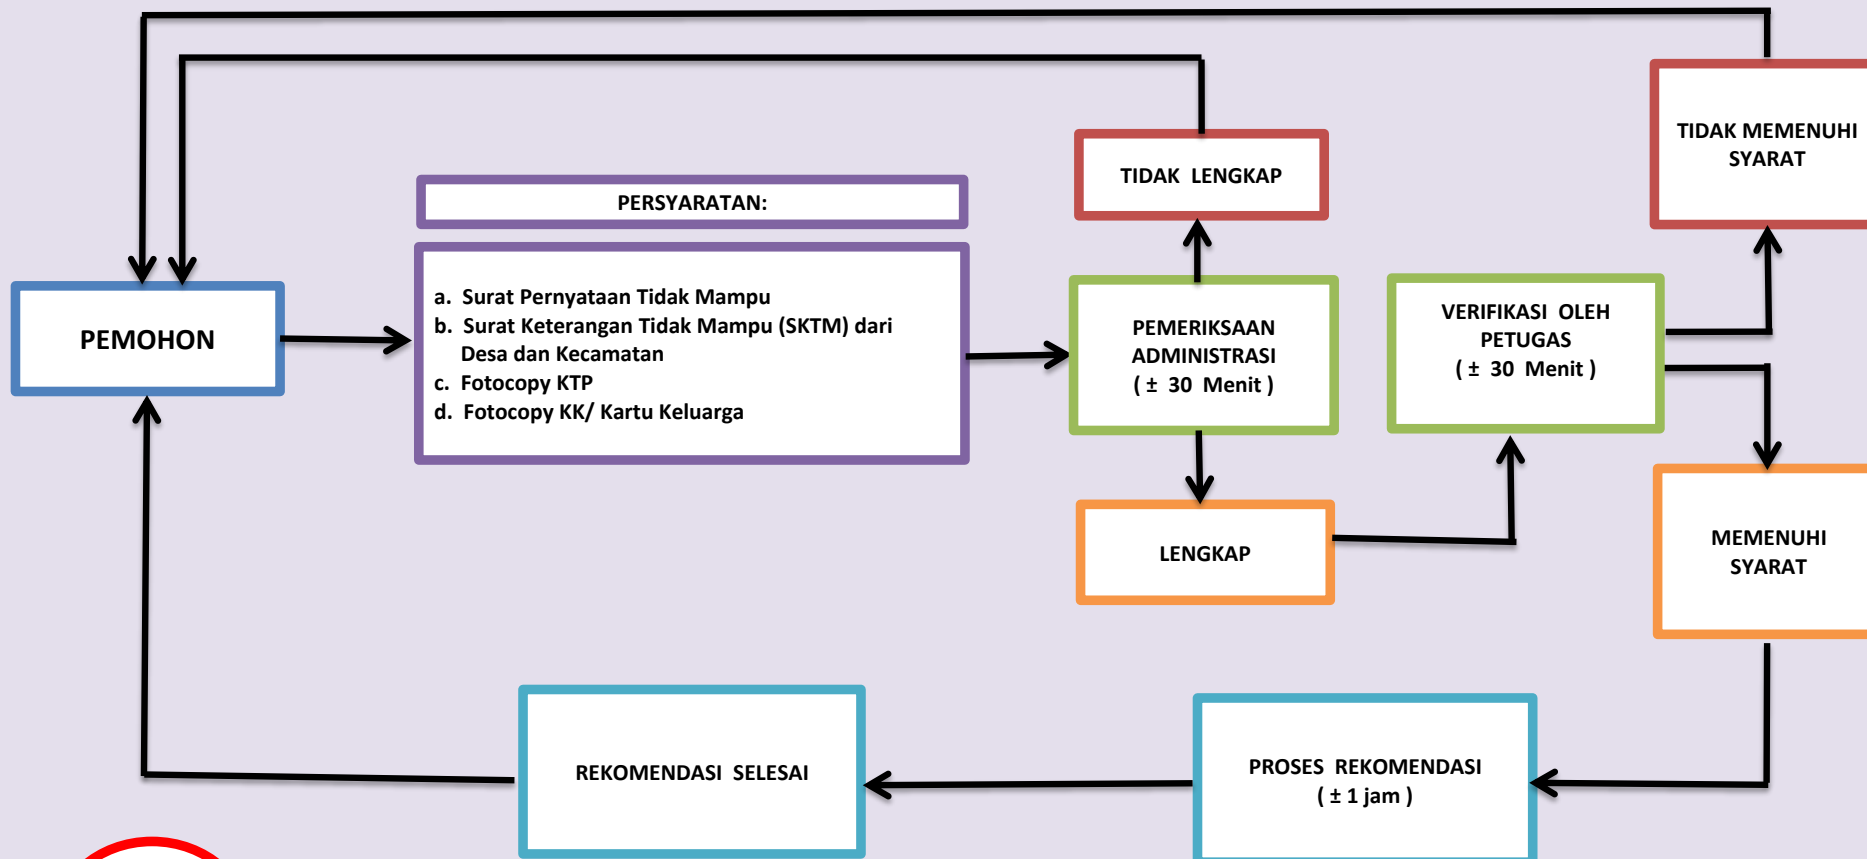 TIDAK MEMENUHI
SYARAT
TIDAK LENGKAP
PERSYARATAN:
PEMOHON
a. Surat Pernyataan Tidak Mampu
b. Surat Keterangan Tidak Mampu (SKTM) dari
Desa dan Kecamatan
c. Fotocopy KTP
d. Fotocopy KK/ Kartu Keluarga
PEMERIKSAAN
ADMINISTRASI
( ± 30 Menit )
VERIFIKASI OLEH
PETUGAS
( ± 30 Menit )
LENGKAP
MEMENUHI
SYARAT
REKOMENDASI SELESAI
PROSES REKOMENDASI
( ± 1 jam )